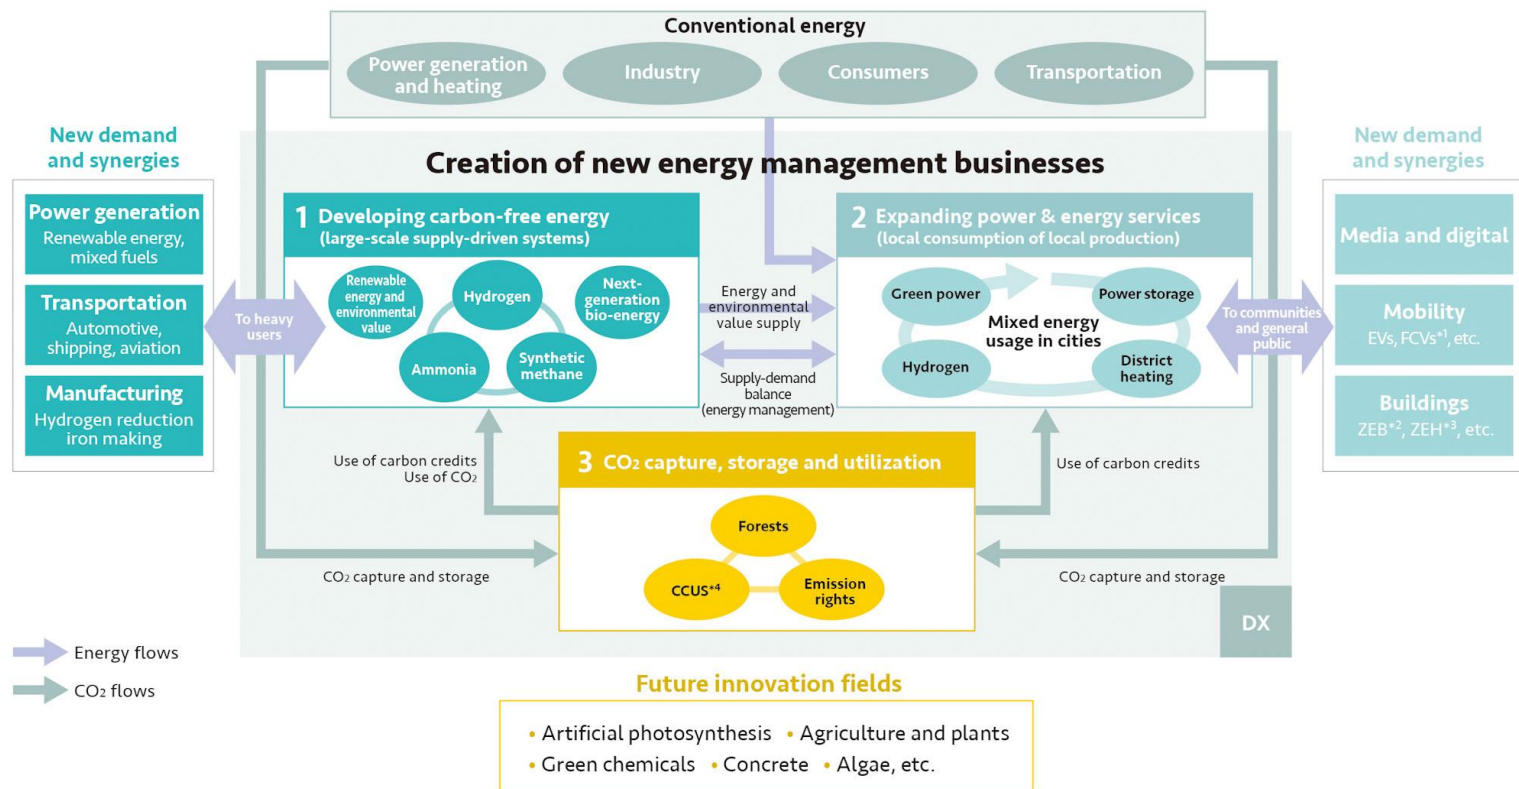 Conventional energy
Power generation
and heating
Industry
Consumers
Transportation
New demand
and synergies
Power generation
Renewable energy,
mixed fuels
Transportation
Automotive,
shipping, aviation
Manufacturing
Hydrogen reduction
iron making
To heavy
users
Creation of new energy management businesses
1 Developing carbon-free energy
(large-scale supply-driven systems)
Renewable
energy and
environmental
value
Hydrogen
Next-
generation
bio-energy
Ammonia
Synthetic
methane
Energy and
environmental
value supply
Supply-demand
balance
(energy management)
2 Expanding power & energy services
(local consumption of local production)
Green power
Power storage
Mixed energy
usage in cities
Hydrogen
District
heating
To communities
and general
public
New demand
and synergies
Media and digital
Mobility
EVs, FCVs*1, etc.
Buildings
ZEB*2, ZEH*3, etc.
Use of carbon credits
Use of CO2
3 CO2 capture, storage and utilization
Forests
CCUS*4
Emission
rights
Use of carbon credits
CO2 capture and storage
CO2 capture and storage
DX
Energy flows
CO2 flows
Future innovation fields
• Artificial photosynthesis • Agriculture and plants
• Green chemicals • Concrete • Algae, etc.